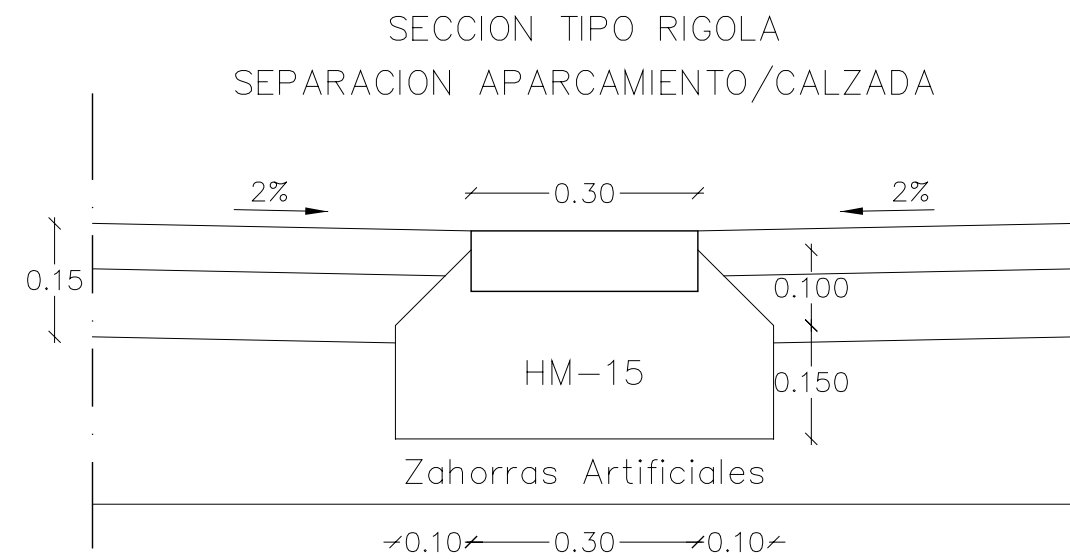 SECCION TIPO RIGOLA
SEPARACION APARCAMIENTO/CALZADA
2%
0.30
2%
0.15
0.100
HM-15
0.150
Zahorras Artificiales
0.10
0.30
0.10